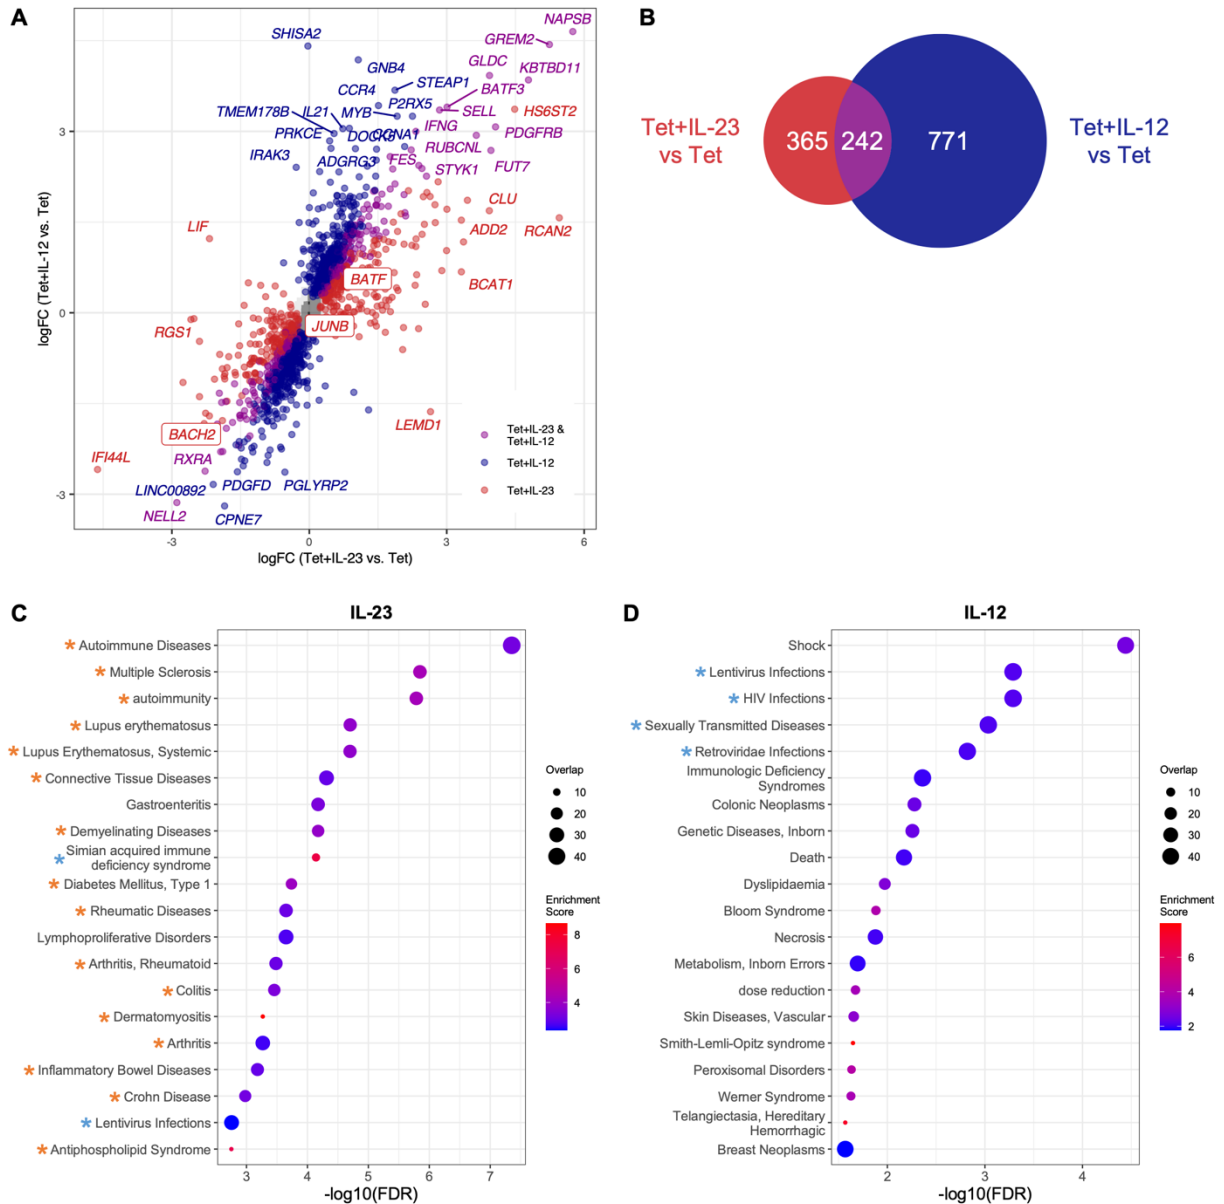 A
NAPSB
SHISA2
GREM2
GNB4
GLDC
KBTBD11
STEAP1
CCR4
BATF3
TMEM178B
IL21
MYB
P2RX5
SELL
HS6ST2
PRKCE
DOCK5
CCNA1
IFNG
PDGFRB
IRAK3
ADGRG3
FES
RUBCNL
STYK1
FUT7
CLU
LIF
ADD2
RCAN2
BATF
BCAT1
RGS1
JUNB
LEMD1
BACH2
IFI44L
RXRA
LINC00892
PDGFD
PGLYRP2
NELL2
CPNE7
Tet+IL-23 &
Tet+IL-12
Tet+IL-12
Tet+IL-23
3
0
-3
-3
0
3
6
logFC (Tet+IL-12 vs. Tet)
logFC (Tet+IL-23 vs. Tet)
B
Tet+IL-23
vs Tet
365
242
771
Tet+IL-12
vs Tet
C
IL-23
* Autoimmune Diseases
* Multiple Sclerosis
* autoimmunity
* Lupus erythematosus
* Lupus Erythematosus, Systemic
* Connective Tissue Diseases
Gastroenteritis
* Demyelinating Diseases
* Simian acquired immune
deficiency syndrome
* Diabetes Mellitus, Type 1
* Rheumatic Diseases
Lymphoproliferative Disorders
* Arthritis, Rheumatoid
* Colitis
* Dermatomyositis
* Arthritis
* Inflammatory Bowel Diseases
* Crohn Disease
* Lentivirus Infections
* Antiphospholipid Syndrome
3
4
5
6
7
-log10(FDR)
Overlap
10
20
30
40
Enrichment
Score
8
6
4
D
IL-12
Shock
* Lentivirus Infections
* HIV Infections
* Sexually Transmitted Diseases
* Retroviridae Infections
Immunologic Deficiency
Syndromes
Colonic Neoplasms
Genetic Diseases, Inborn
Death
Dyslipidaemia
Bloom Syndrome
Necrosis
Metabolism, Inborn Errors
dose reduction
Skin Diseases, Vascular
Smith-Lemli-Opitz syndrome
Peroxisomal Disorders
Werner Syndrome
Telangiectasia, Hereditary
Hemorrhagic
Breast Neoplasms
2
3
4
-log10(FDR)
Overlap
10
20
30
40
Enrichment
Score
6
4
2